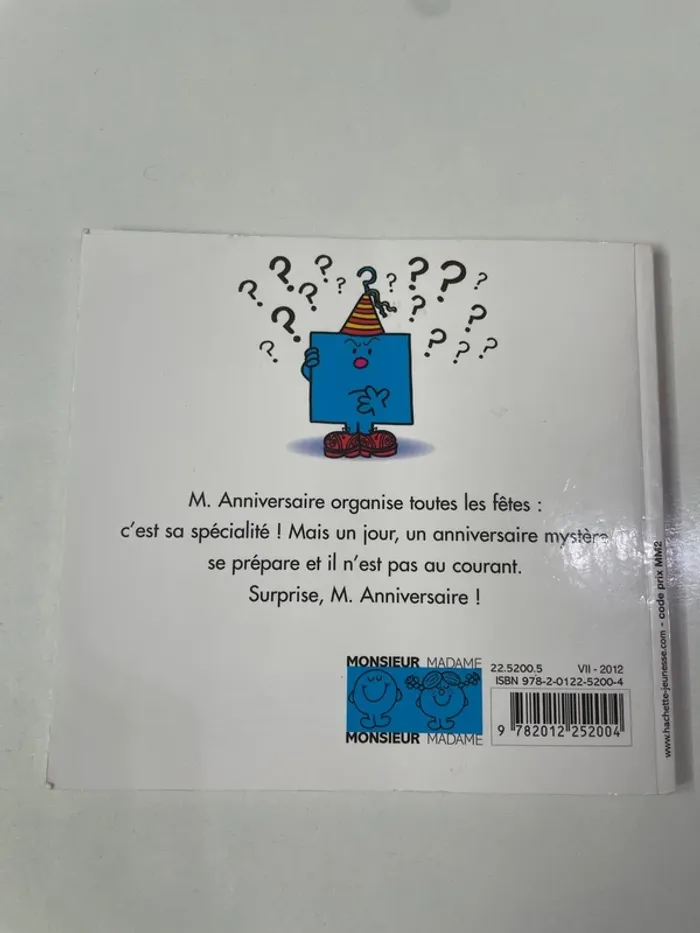 ? ? ? ? ? ? ? ? ? ? ? ? ? ? ? ?
M. Anniversaire organise toutes les fêtes :
c'est sa spécialité ! Mais un jour, un anniversaire mystère
se prépare et il n'est pas au courant.
Surprise, M. Anniversaire !
MONSIEUR MADAME
MONSIEUR MADAME
22.5200.5 VII - 2012
ISBN 978-2-0122-5200-4
9 782012 252004
www.hachette-jeunesse.com - code prix MM2